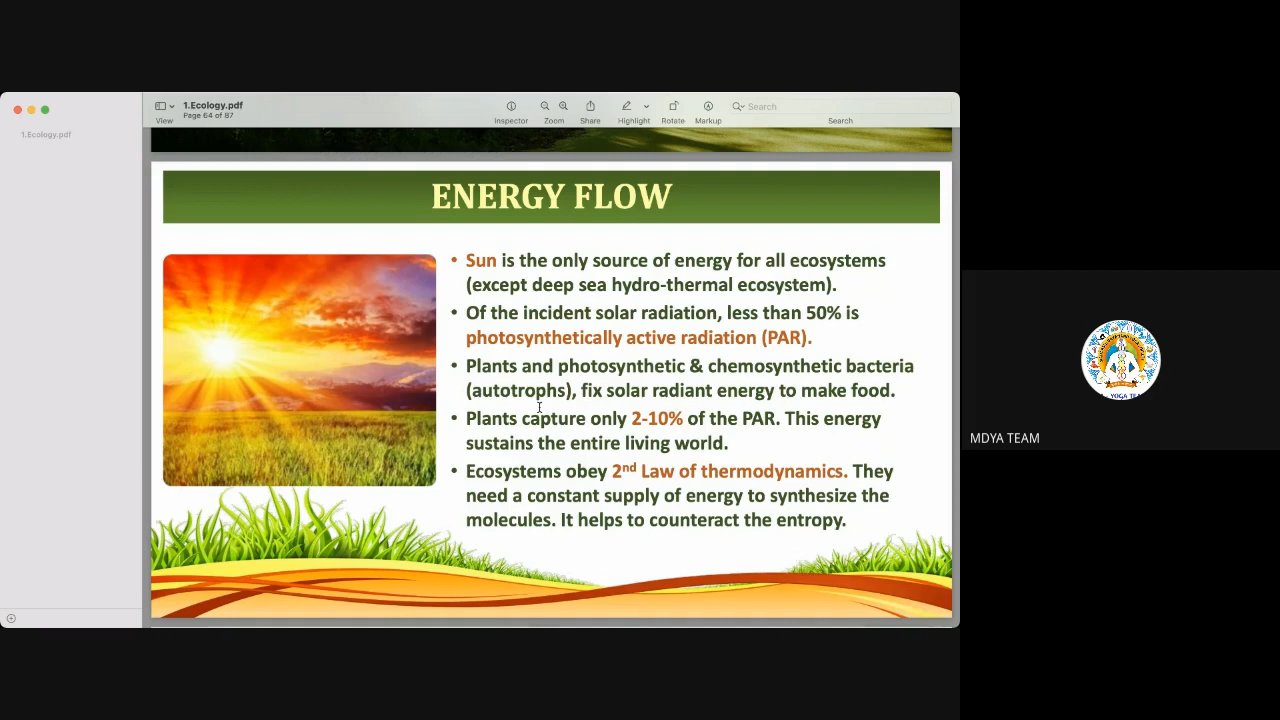 1.Ecology.pdf
Page 64 of 87
View
Inspector
Zoom
Share
Highlight
Rotate
Markup
Search
Search
1.Ecology.pdf
ENERGY FLOW
• Sun is the only source of energy for all ecosystems
(except deep sea hydro-thermal ecosystem).
• Of the incident solar radiation, less than 50% is
photosynthetically active radiation (PAR).
• Plants and photosynthetic & chemosynthetic bacteria
(autotrophs), fix solar radiant energy to make food.
• Plants capture only 2-10% of the PAR. This energy
sustains the entire living world.
• Ecosystems obey 2nd Law of thermodynamics. They
need a constant supply of energy to synthesize the
molecules. It helps to counteract the entropy.
MDYA TEAM